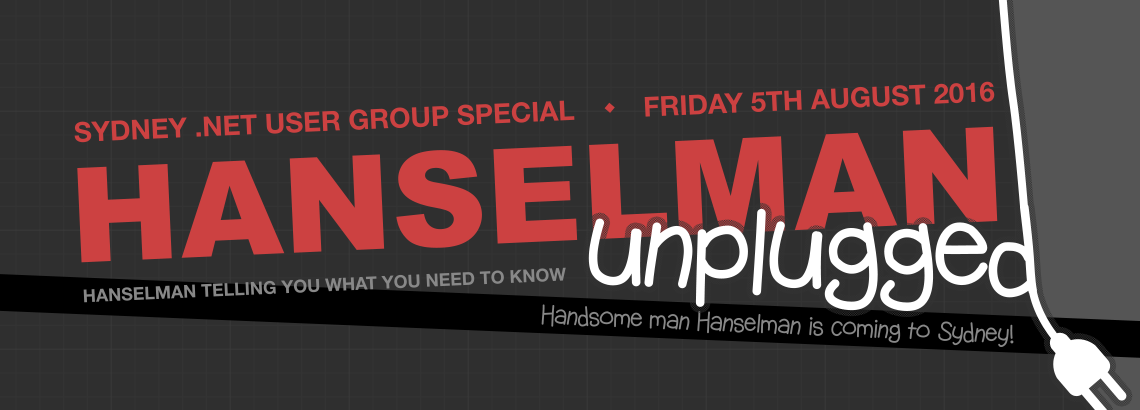 SYDNEY .NET USER GROUP SPECIAL ◆ FRIDAY 5TH AUGUST 2016
HANSELMAN
unplugged
HANSELMAN TELLING YOU WHAT YOU NEED TO KNOW
Handsome man Hanselman is coming to Sydney!